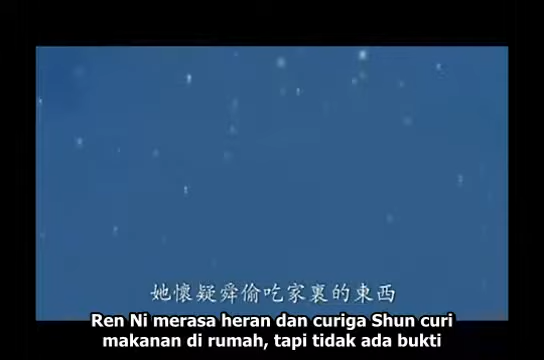 她懷疑舜偷吃家裏的東西
Ren Ni merasa heran dan curiga Shun curi
makanan di rumah, tapi tidak ada bukti